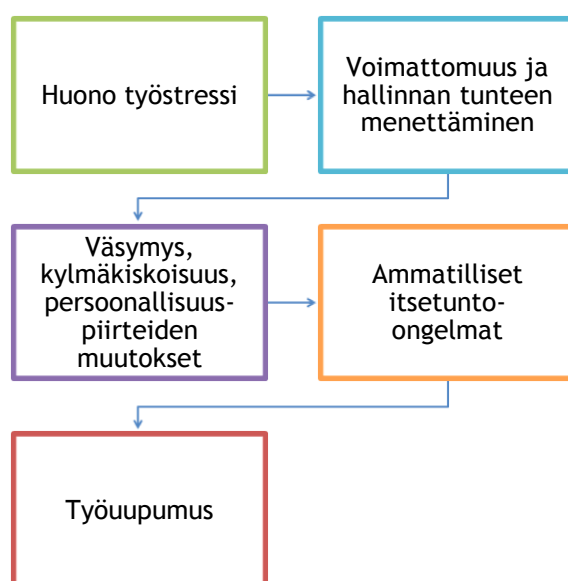 Huono työstressi
Voimattomuus ja
hallinnan tunteen
menettäminen
Väsymys,
kylmäkiskoisuus,
persoonallisuus-
piirteiden
muutokset
Ammatilliset
itsetunto-
ongelmat
Työuupumus